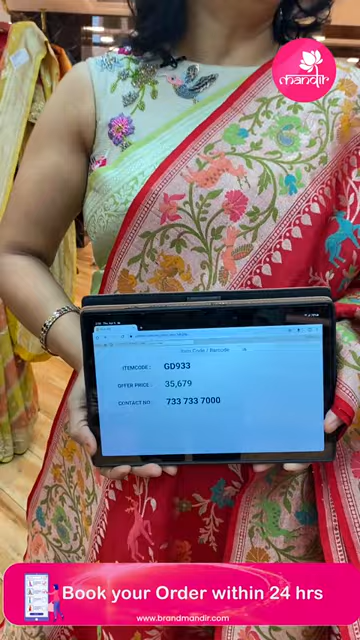 mandir
Item Code / Barcode
ITEMCODE : GD933
OFFER PRICE : 35,679
CONTACT NO : 733 733 7000
Book your Order within 24 hrs
www.brandmandir.com